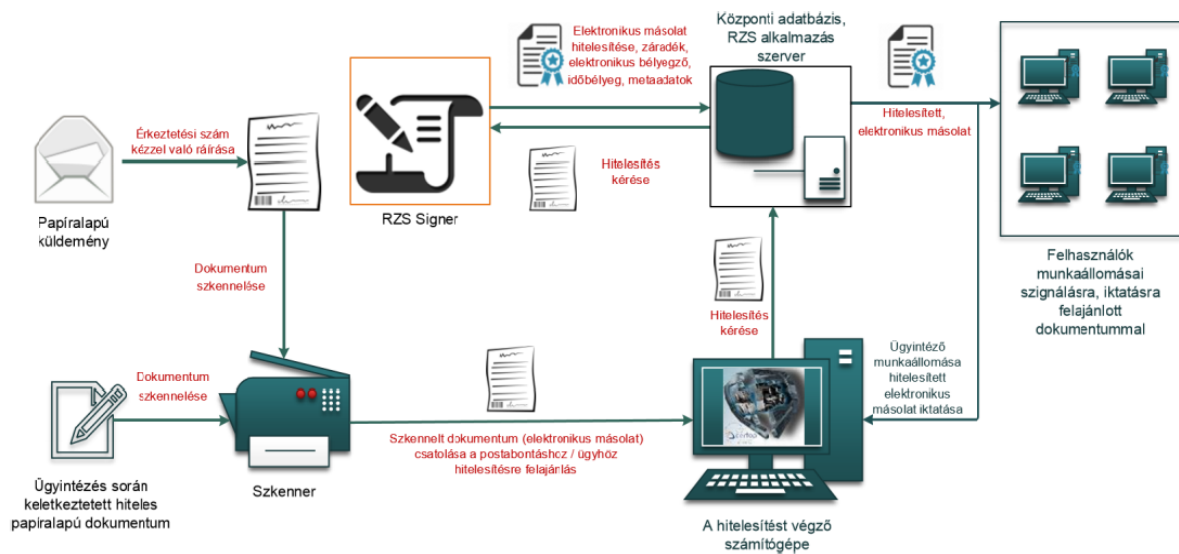 Elektronikus másolat
hitelesítése, záradék,
elektronikus bélyegző,
időbélyeg, metaadatok
Központi adatbázis,
RZS alkalmazás
szerver
Hitelesített,
elektronikus másolat
Érkeztetési szám
kézzel való ráírása
Hitelesítés
kérése
Papíralapú
küldemény
RZS Signer
Felhasználók
munkaállomásai
szignálásra, iktatásra
felajánlott
dokumentummal
Dokumentum
szkennelése
Hitelesítés
kérése
Ügyintéző
munkaállomása
hitelesített
elektronikus
másolat iktatása
Dokumentum
szkennelése
Szkennelt dokumentum (elektronikus másolat)
csatolása a postabontáshoz / ügyhöz
hitelesítésre felajánlás
Ügyintézés során
keletkeztetett hiteles
papiralapú dokumentum
Szkenner
A hitelesítést végző
számítógépe